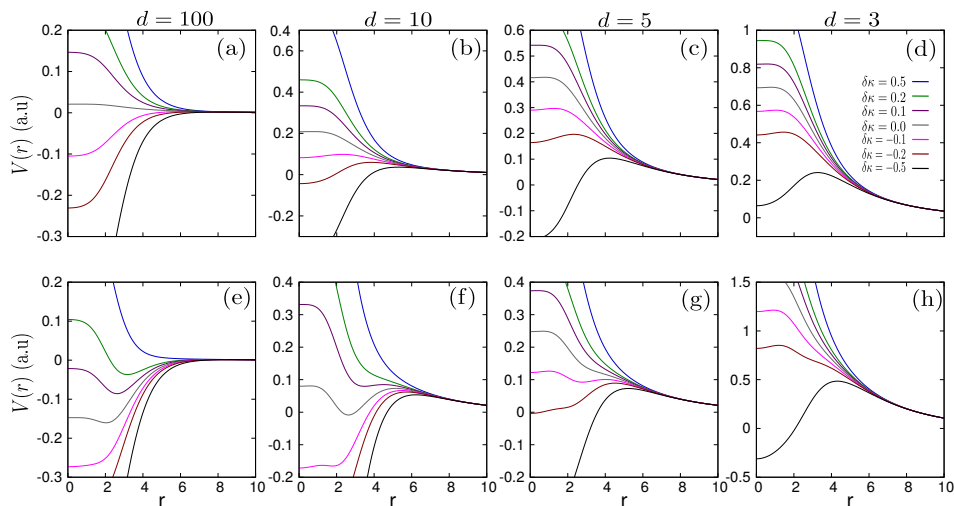 d = 100 d = 10 d = 5 d = 3
(a) (b) (c) (d)
V(r) (a.u)
0.2 0.1 0 -0.1 -0.2 -0.3
0.4 0.2 0 -0.2
0.6 0.5 0.4 0.3 0.2 0.1 0 -0.1 -0.2
1 0.8 0.6 0.4 0.2 0
δκ = 0.5
δκ = 0.2
δκ = 0.1
δκ = 0.0
δκ = −0.1
δκ = −0.2
δκ = −0.5
(e) (f) (g) (h)
V(r) (a.u)
0.2 0.1 0 -0.1 -0.2 -0.3
0.4 0.3 0.2 0.1 0 -0.1 -0.2
0.5 0.4 0.3 0.2 0.1 0 -0.1 -0.2
1.5 1 0.5 0 -0.5
0 2 4 6 8 10 0 2 4 6 8 10 0 2 4 6 8 10 0 2 4 6 8 10
r r r r